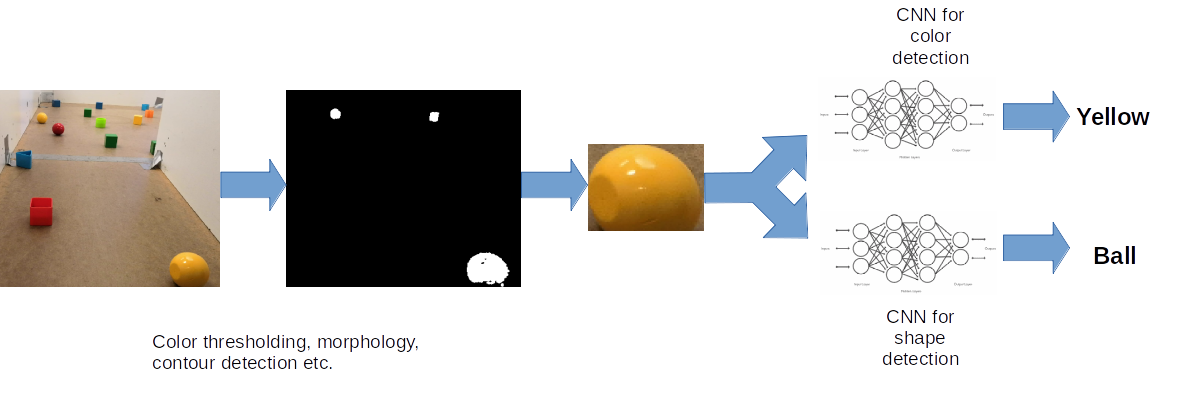 CNN for
color
detection
Yellow
Color thresholding, morphology,
contour detection etc.
Ball
CNN for
shape
detection